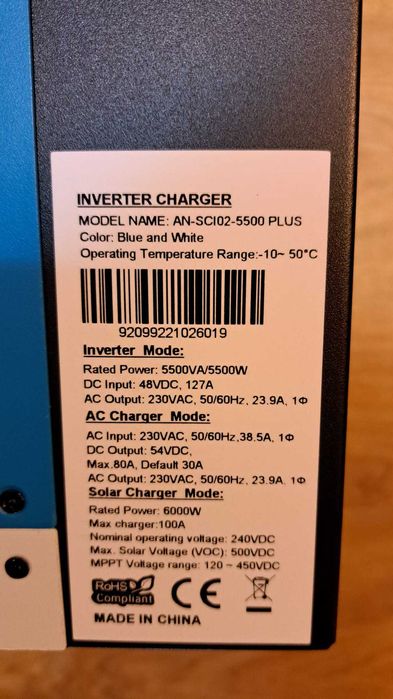 INVERTER CHARGER
MODEL NAME: AN-SCI02-5500 PLUS
Color: Blue and White
Operating Temperature Range:-10~ 50°C
92099221026019
Inverter Mode:
Rated Power: 5500VA/5500W
DC Input: 48VDC, 127A
AC Output: 230VAC, 50/60Hz, 23.9A, 1Φ
AC Charger Mode:
AC Input: 230VAC, 50/60Hz,38.5A, 1Φ
DC Output: 54VDC,
Max.80A, Default 30A
AC Output: 230VAC, 50/60Hz, 23.9A. 1Φ
Solar Charger Mode:
Rated Power: 6000W
Max charger:100A
Nominal operating voltage: 240VDC
Max. Solar Voltage (VOC): 500VDC
MPPT Voltage range: 120 ~ 450VDC
RoHS
Compliant
CE
MADE IN CHINA